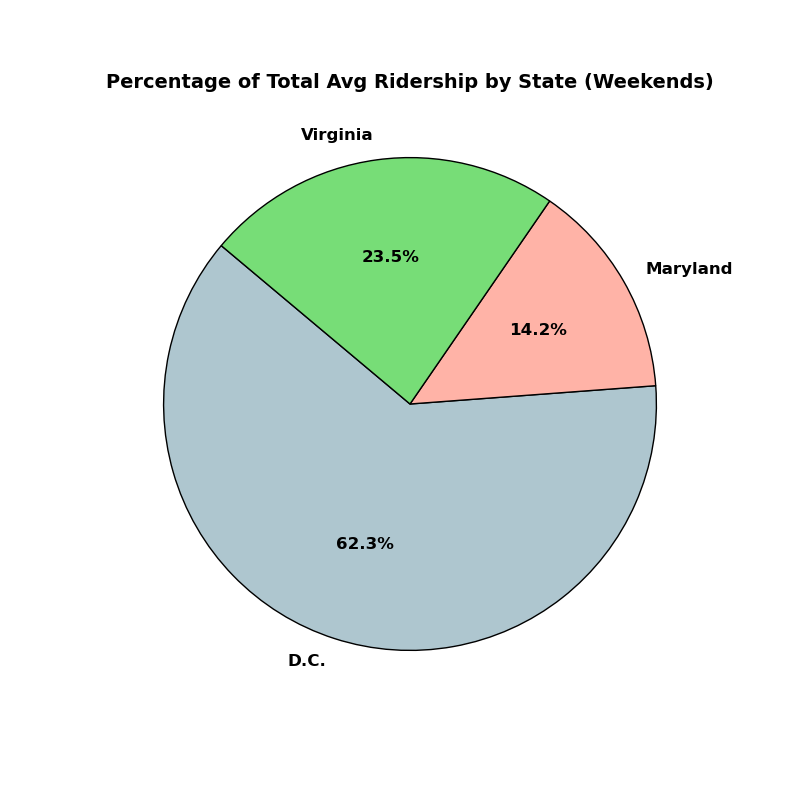 Percentage of Total Avg Ridership by State (Weekends)
Virginia
23.5%
Maryland
14.2%
62.3%
D.C.